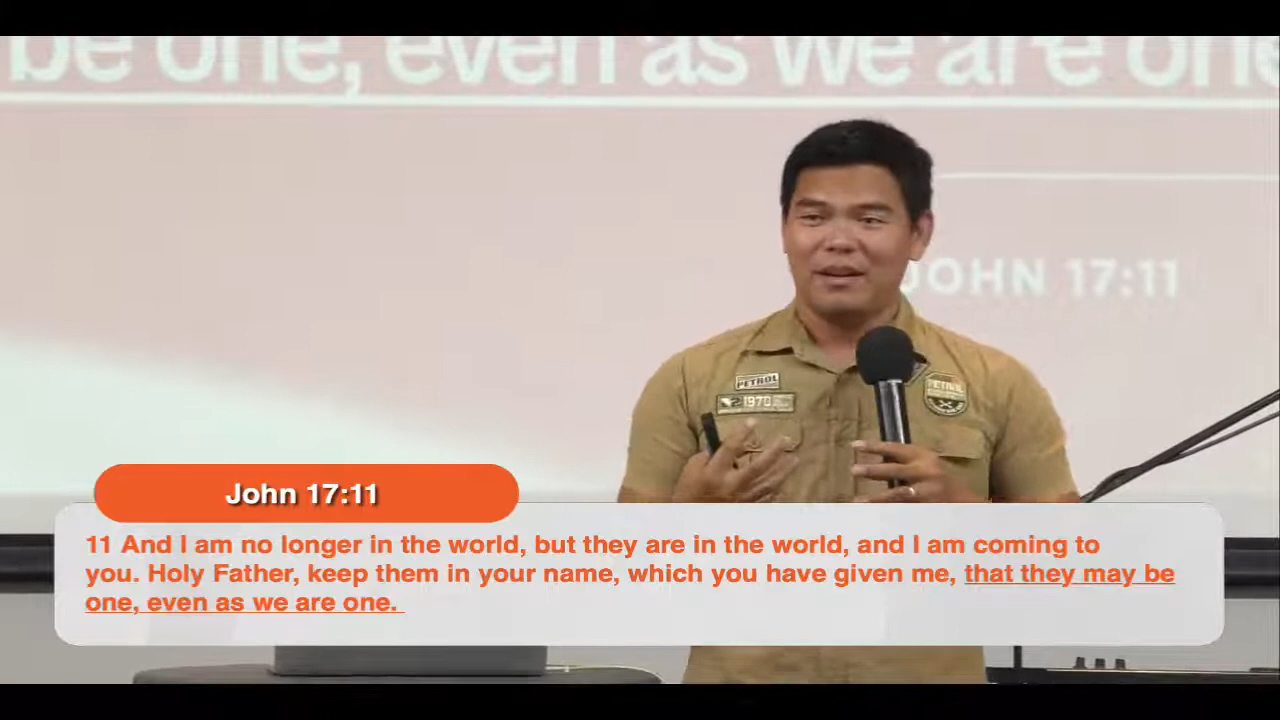 be one, even as we are one
JOHN 17:11
PETROL
1970
PETROL
John 17:11
11 And I am no longer in the world, but they are in the world, and I am coming to
you. Holy Father, keep them in your name, which you have given me, that they may be
one, even as we are one.